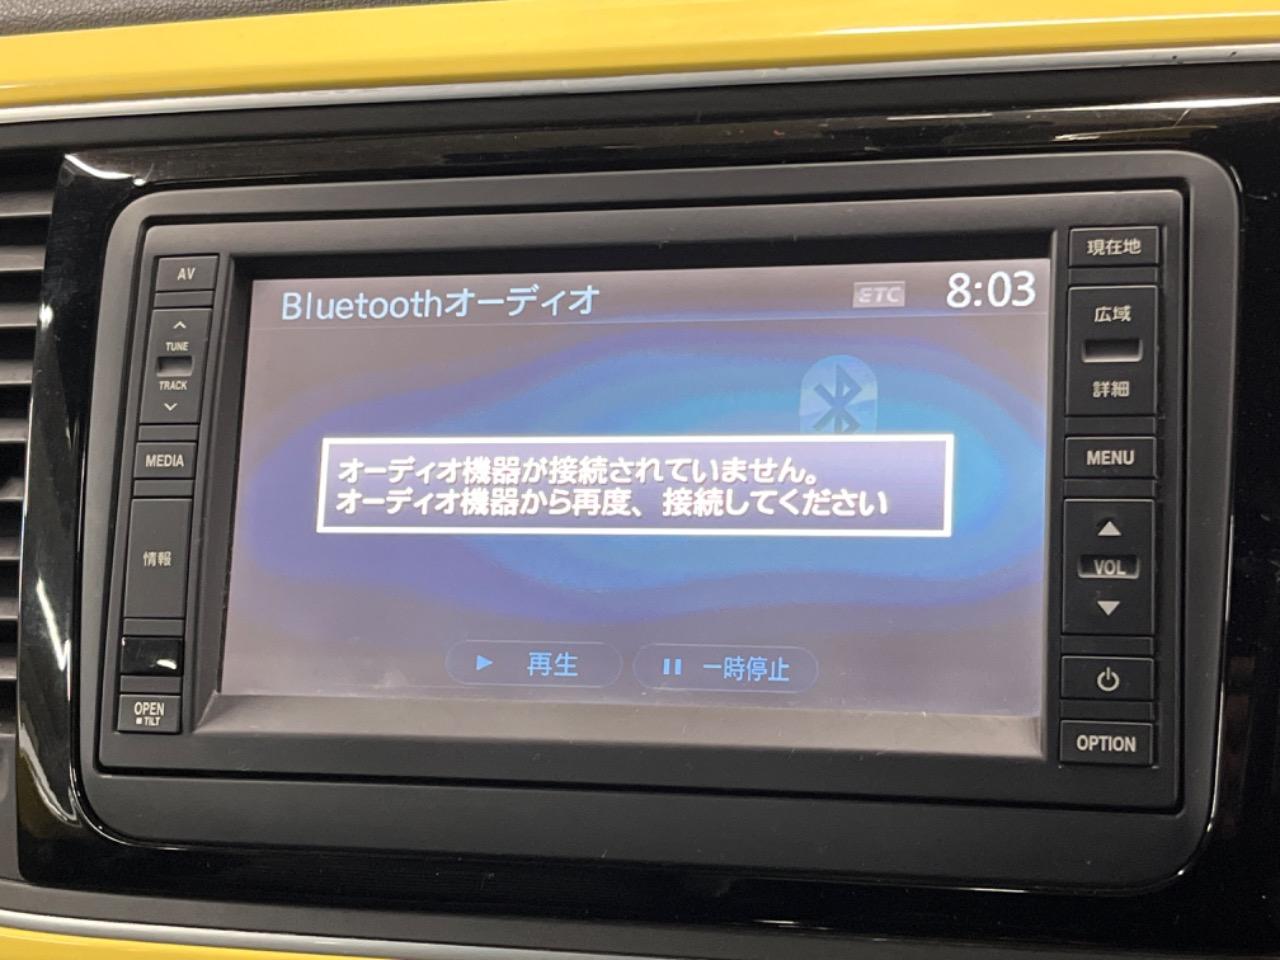 AV
TUNE
TRACK
MEDIA
情報
OPEN
TILT
Bluetoothオーディオ
ETC
8:03
オーディオ機器が接続されていません。
オーディオ機器から再度、接続してください
再生
一時停止
現在地
広域
詳細
MENU
VOL
OPTION